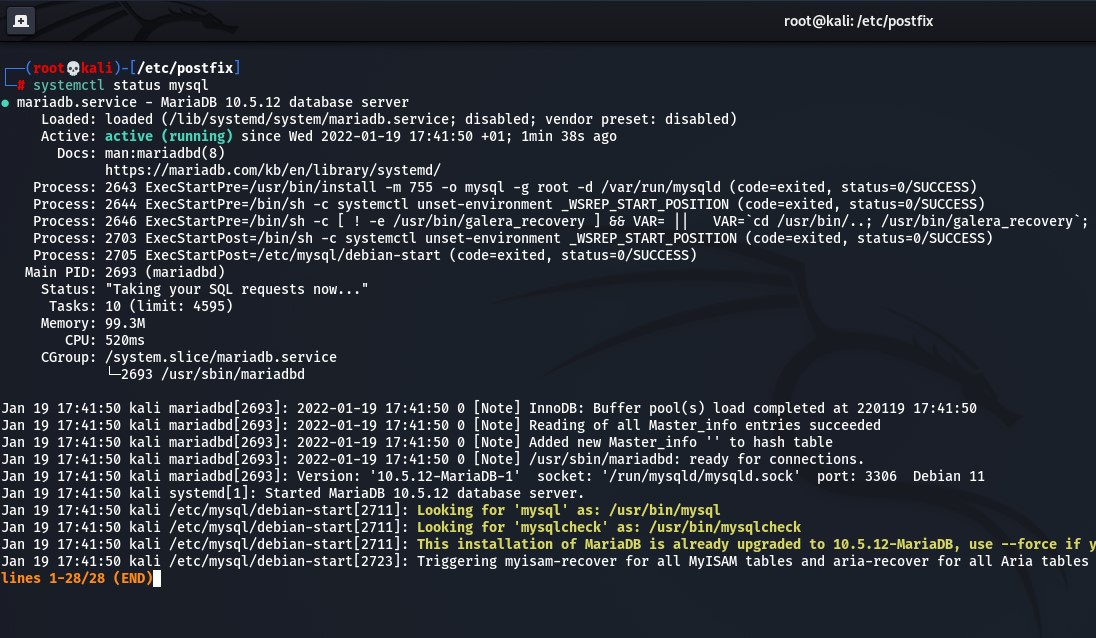 root@kali: /etc/postfix
┌──(root💀kali)-[/etc/postfix]
└─# systemctl status mysql
● mariadb.service - MariaDB 10.5.12 database server
     Loaded: loaded (/lib/systemd/system/mariadb.service; disabled; vendor preset: disabled)
     Active: active (running) since Wed 2022-01-19 17:41:50 +01; 1min 38s ago
       Docs: man:mariadbd(8)
             https://mariadb.com/kb/en/library/systemd/
    Process: 2643 ExecStartPre=/usr/bin/install -m 755 -o mysql -g root -d /var/run/mysqld (code=exited, status=0/SUCCESS)
    Process: 2644 ExecStartPre=/bin/sh -c systemctl unset-environment _WSREP_START_POSITION (code=exited, status=0/SUCCESS)
    Process: 2646 ExecStartPre=/bin/sh -c [ ! -e /usr/bin/galera_recovery ] && VAR= ||   VAR=`cd /usr/bin/..; /usr/bin/galera_recovery`;
    Process: 2703 ExecStartPost=/bin/sh -c systemctl unset-environment _WSREP_START_POSITION (code=exited, status=0/SUCCESS)
    Process: 2705 ExecStartPost=/etc/mysql/debian-start (code=exited, status=0/SUCCESS)
   Main PID: 2693 (mariadbd)
     Status: "Taking your SQL requests now..."
      Tasks: 10 (limit: 4595)
     Memory: 99.3M
        CPU: 520ms
     CGroup: /system.slice/mariadb.service
             └─2693 /usr/sbin/mariadbd
Jan 19 17:41:50 kali mariadbd[2693]: 2022-01-19 17:41:50 0 [Note] InnoDB: Buffer pool(s) load completed at 220119 17:41:50
Jan 19 17:41:50 kali mariadbd[2693]: 2022-01-19 17:41:50 0 [Note] Reading of all Master_info entries succeeded
Jan 19 17:41:50 kali mariadbd[2693]: 2022-01-19 17:41:50 0 [Note] Added new Master_info '' to hash table
Jan 19 17:41:50 kali mariadbd[2693]: 2022-01-19 17:41:50 0 [Note] /usr/sbin/mariadbd: ready for connections.
Jan 19 17:41:50 kali mariadbd[2693]: Version: '10.5.12-MariaDB-1'  socket: '/run/mysqld/mysqld.sock'  port: 3306  Debian 11
Jan 19 17:41:50 kali systemd[1]: Started MariaDB 10.5.12 database server.
Jan 19 17:41:50 kali /etc/mysql/debian-start[2711]: Looking for 'mysql' as: /usr/bin/mysql
Jan 19 17:41:50 kali /etc/mysql/debian-start[2711]: Looking for 'mysqlcheck' as: /usr/bin/mysqlcheck
Jan 19 17:41:50 kali /etc/mysql/debian-start[2711]: This installation of MariaDB is already upgraded to 10.5.12-MariaDB, use --force if y
Jan 19 17:41:50 kali /etc/mysql/debian-start[2723]: Triggering myisam-recover for all MyISAM tables and aria-recover for all Aria tables
lines 1-28/28 (END)